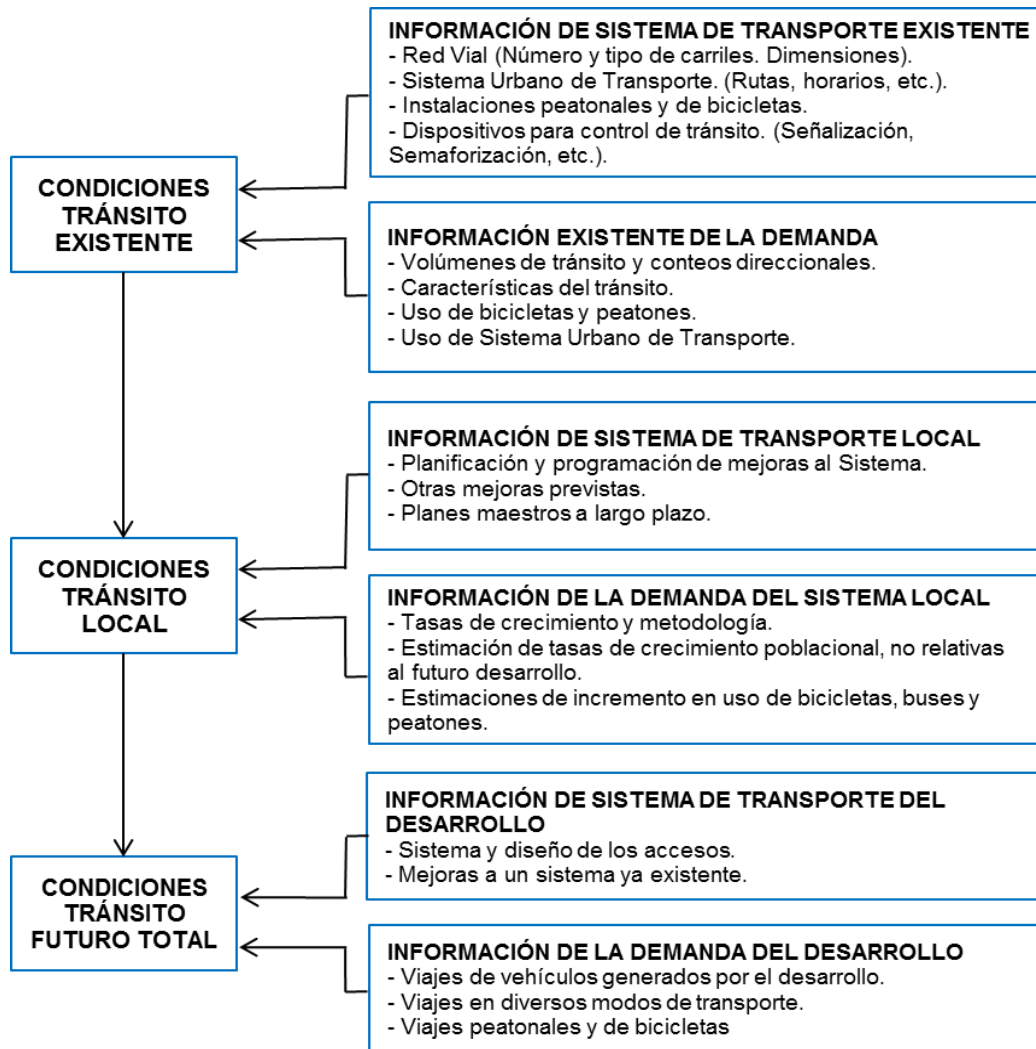 INFORMACIÓN DE SISTEMA DE TRANSPORTE EXISTENTE
- Red Vial (Número y tipo de carriles. Dimensiones).
- Sistema Urbano de Transporte. (Rutas, horarios, etc.).
- Instalaciones peatonales y de bicicletas.
- Dispositivos para control de tránsito. (Señalización,
Semaforización, etc.).
CONDICIONES
TRÁNSITO
EXISTENTE
INFORMACIÓN EXISTENTE DE LA DEMANDA
- Volúmenes de tránsito y conteos direccionales.
- Características del tránsito.
- Uso de bicicletas y peatones.
- Uso de Sistema Urbano de Transporte.
INFORMACIÓN DE SISTEMA DE TRANSPORTE LOCAL
- Planificación y programación de mejoras al Sistema.
- Otras mejoras previstas.
- Planes maestros a largo plazo.
CONDICIONES
TRÁNSITO
LOCAL
INFORMACIÓN DE LA DEMANDA DEL SISTEMA LOCAL
- Tasas de crecimiento y metodología.
- Estimación de tasas de crecimiento poblacional, no relativas
al futuro desarrollo.
- Estimaciones de incremento en uso de bicicletas, buses y
peatones.
INFORMACIÓN DE SISTEMA DE TRANSPORTE DEL
DESARROLLO
- Sistema y diseño de los accesos.
- Mejoras a un sistema ya existente.
CONDICIONES
TRÁNSITO
FUTURO TOTAL
INFORMACIÓN DE LA DEMANDA DEL DESARROLLO
- Viajes de vehículos generados por el desarrollo.
- Viajes en diversos modos de transporte.
- Viajes peatonales y de bicicletas